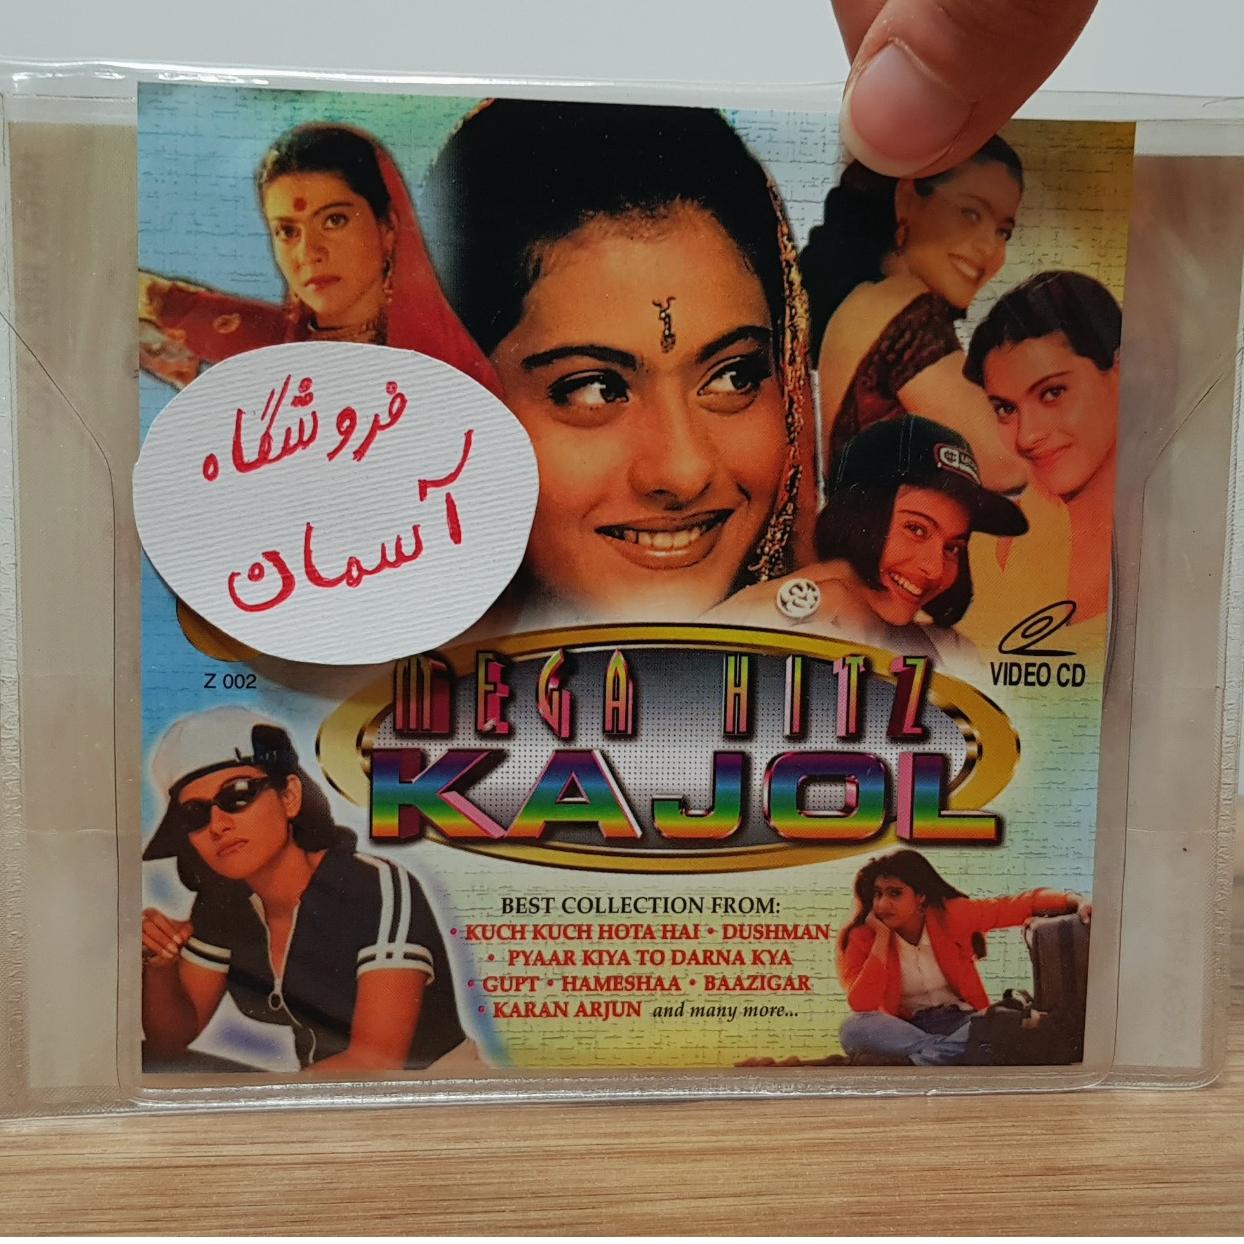 فروشگاه
آسمان
Z 002
VIDEO CD
MEGA HITZ
KAJOL
BEST COLLECTION FROM:
• KUCH KUCH HOTA HAI • DUSHMAN
• PYAAR KIYA TO DARNA KYA
• GUPT • HAMESHAA • BAAZIGAR
• KARAN ARJUN and many more...